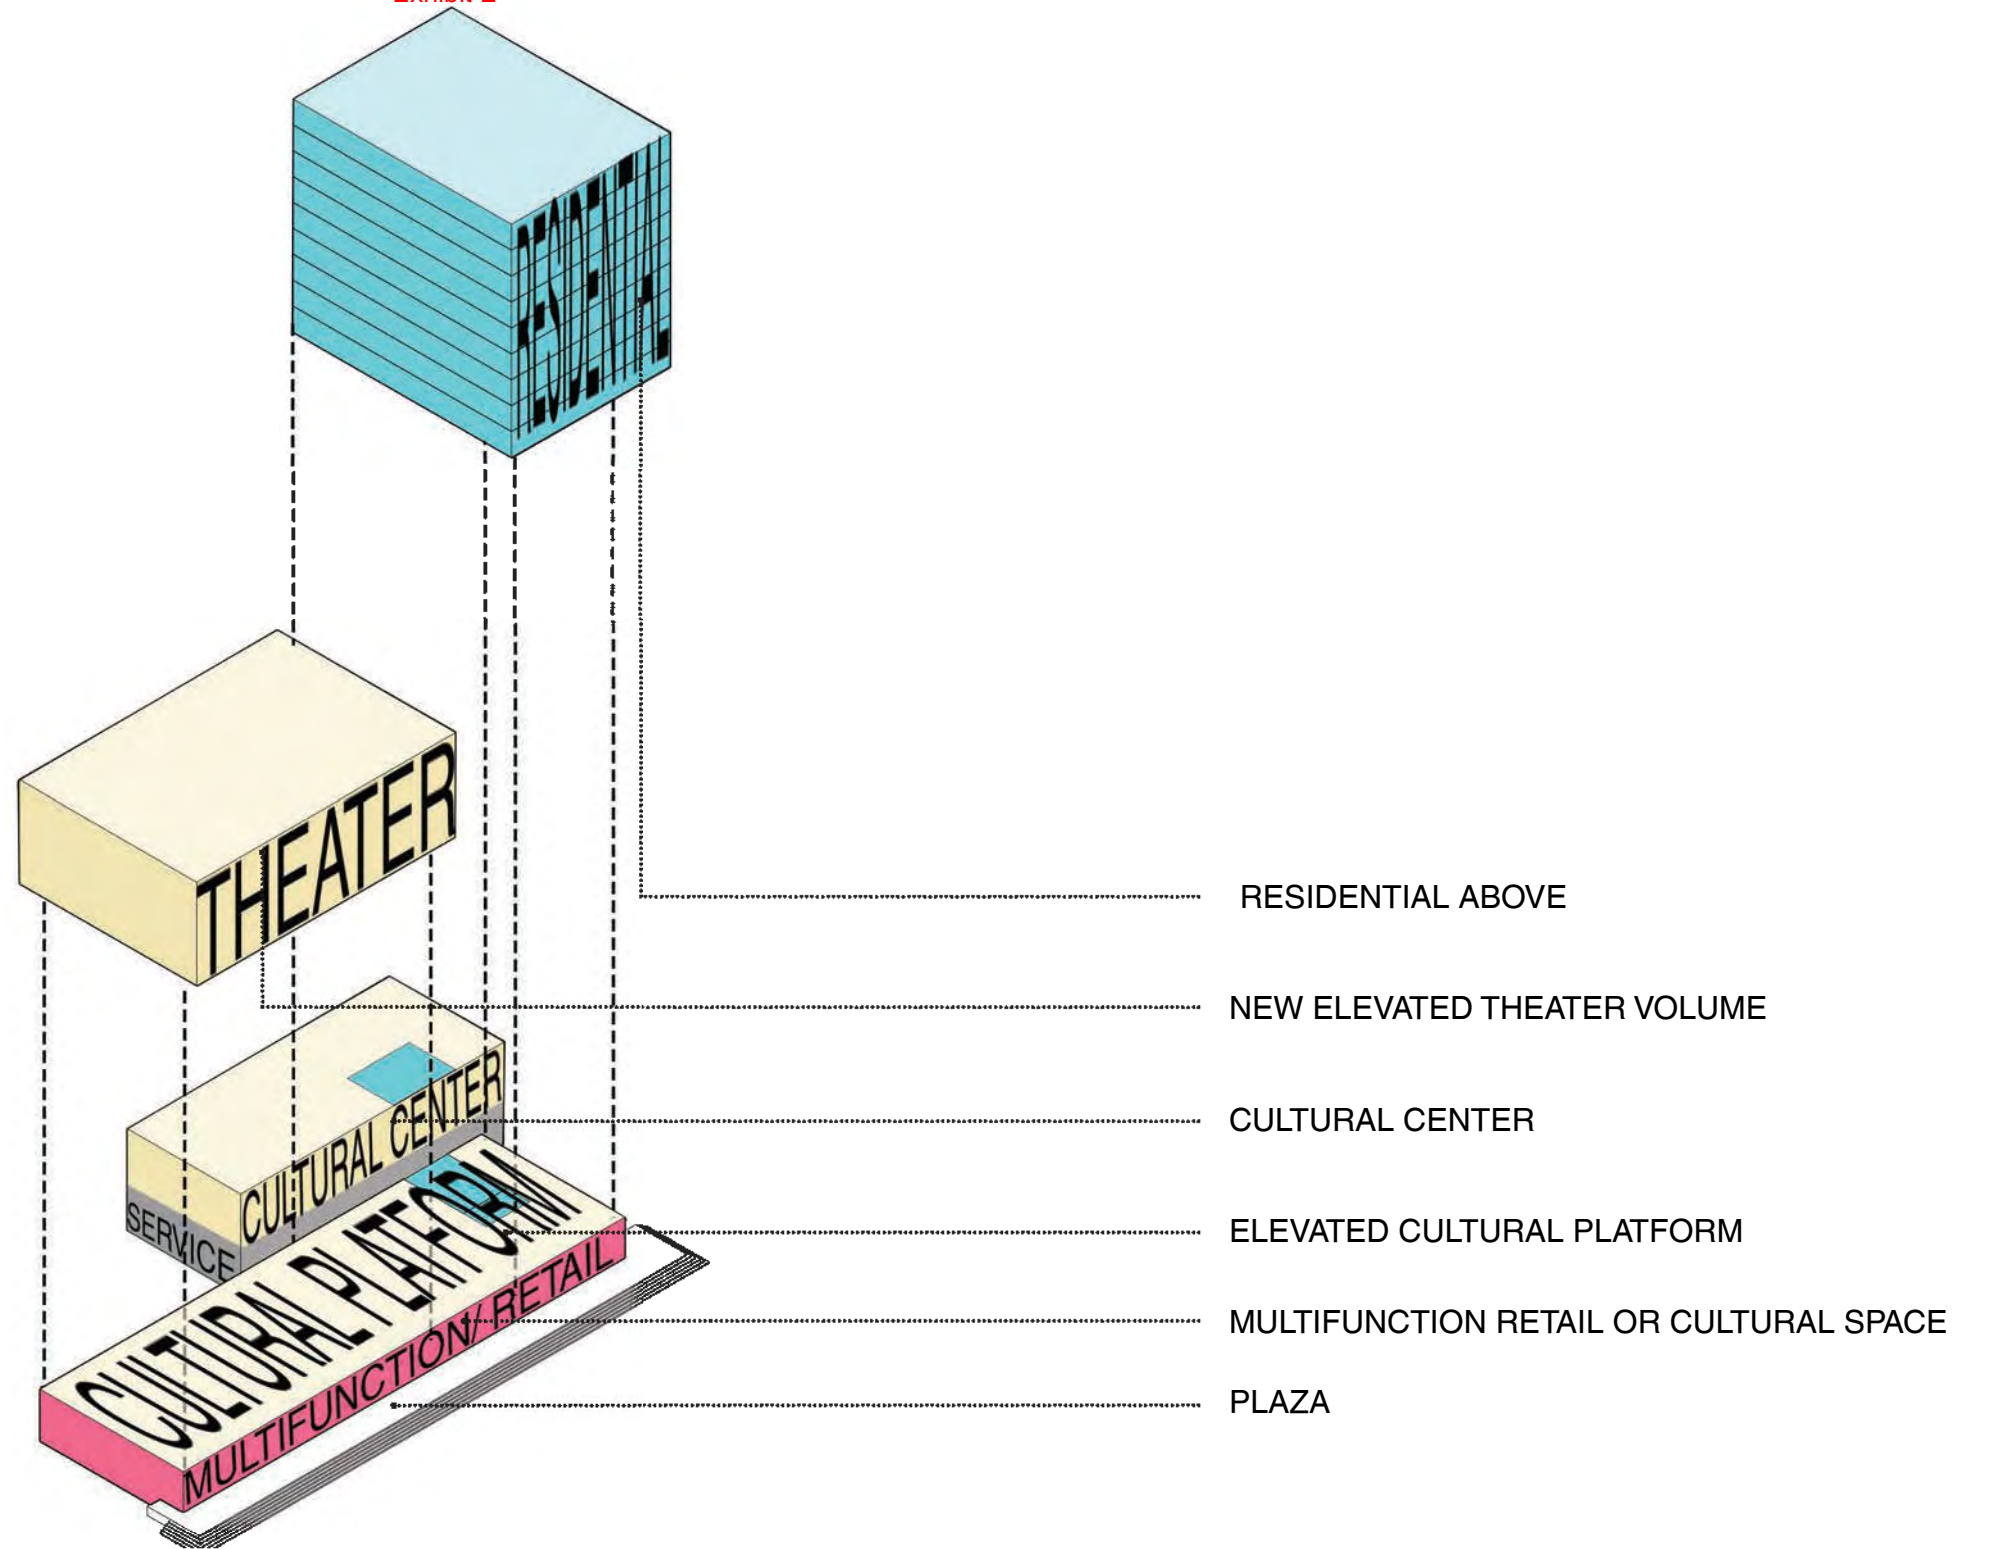 RESIDENTIAL
THEATER
CULTURAL CENTER
SERVICE
CULTURAL PLATFORM
MULTIFUNCTION/ RETAIL
RESIDENTIAL ABOVE
NEW ELEVATED THEATER VOLUME
CULTURAL CENTER
ELEVATED CULTURAL PLATFORM
MULTIFUNCTION RETAIL OR CULTURAL SPACE
PLAZA